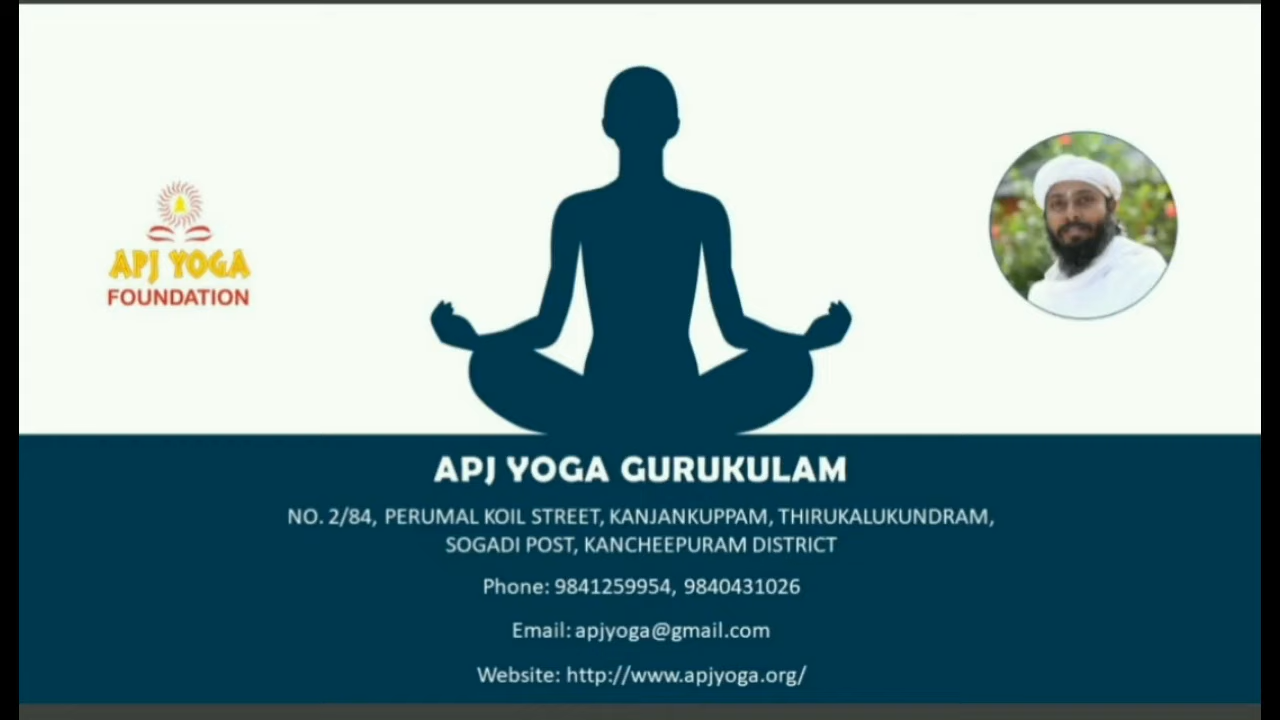 APJ YOGA
FOUNDATION
APJ YOGA GURUKULAM
NO. 2/84, PERUMAL KOIL STREET, KANJANKUPPAM, THIRUKALUKUNDRAM,
SOGADI POST, KANCHEEPURAM DISTRICT
Phone: 9841259954, 9840431026
Email: apjyoga@gmail.com
Website: http://www.apjyoga.org/